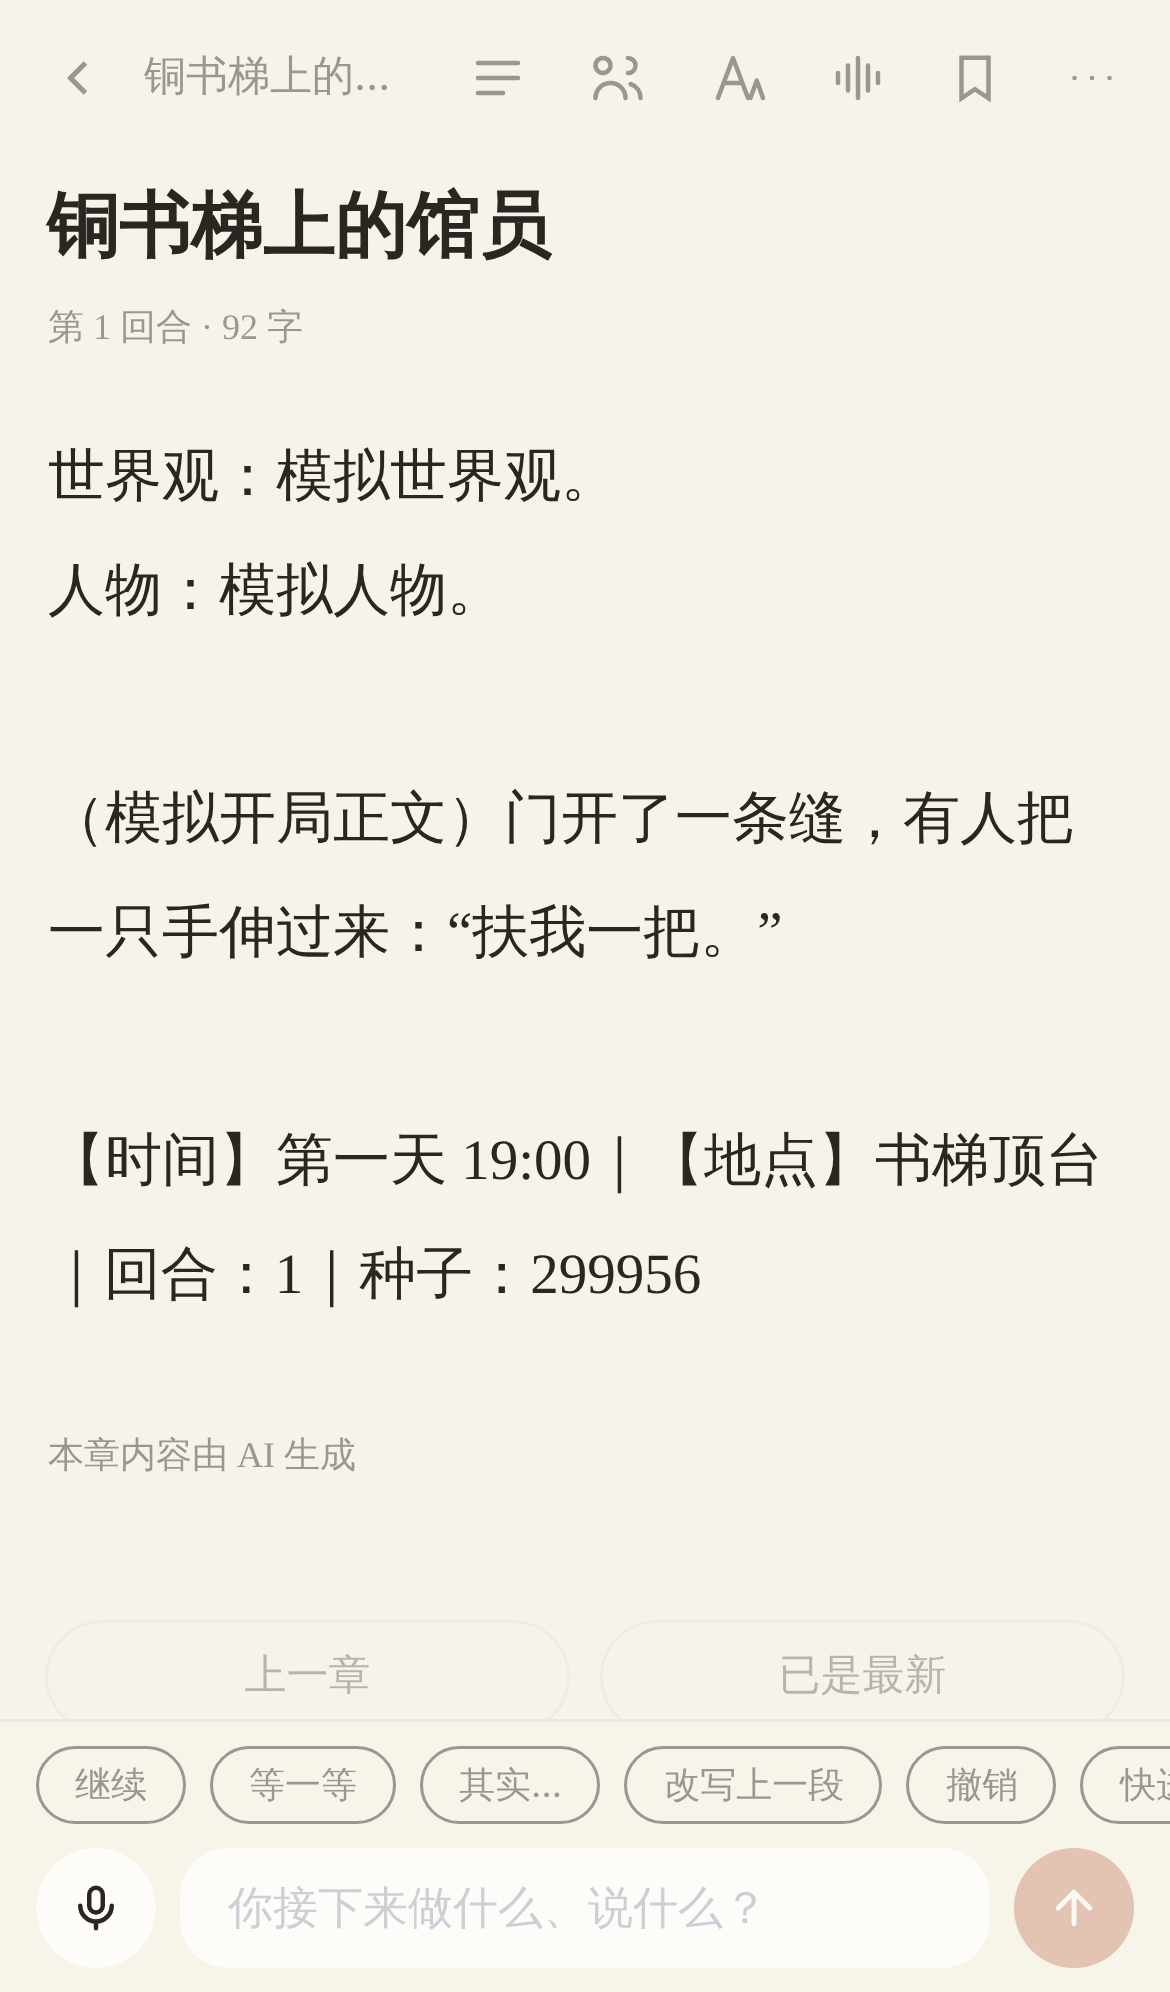 铜书梯上的...
铜书梯上的馆员
第 1 回合 · 92 字
世界观：模拟世界观。
人物：模拟人物。
（模拟开局正文）门开了一条缝，有人把
一只手伸过来：“扶我一把。”
【时间】第一天 19:00｜【地点】书梯顶台
｜回合：1｜种子：299956
本章内容由 AI 生成
上一章 已是最新
继续 等一等 其实... 改写上一段 撤销 快
你接下来做什么、说什么？